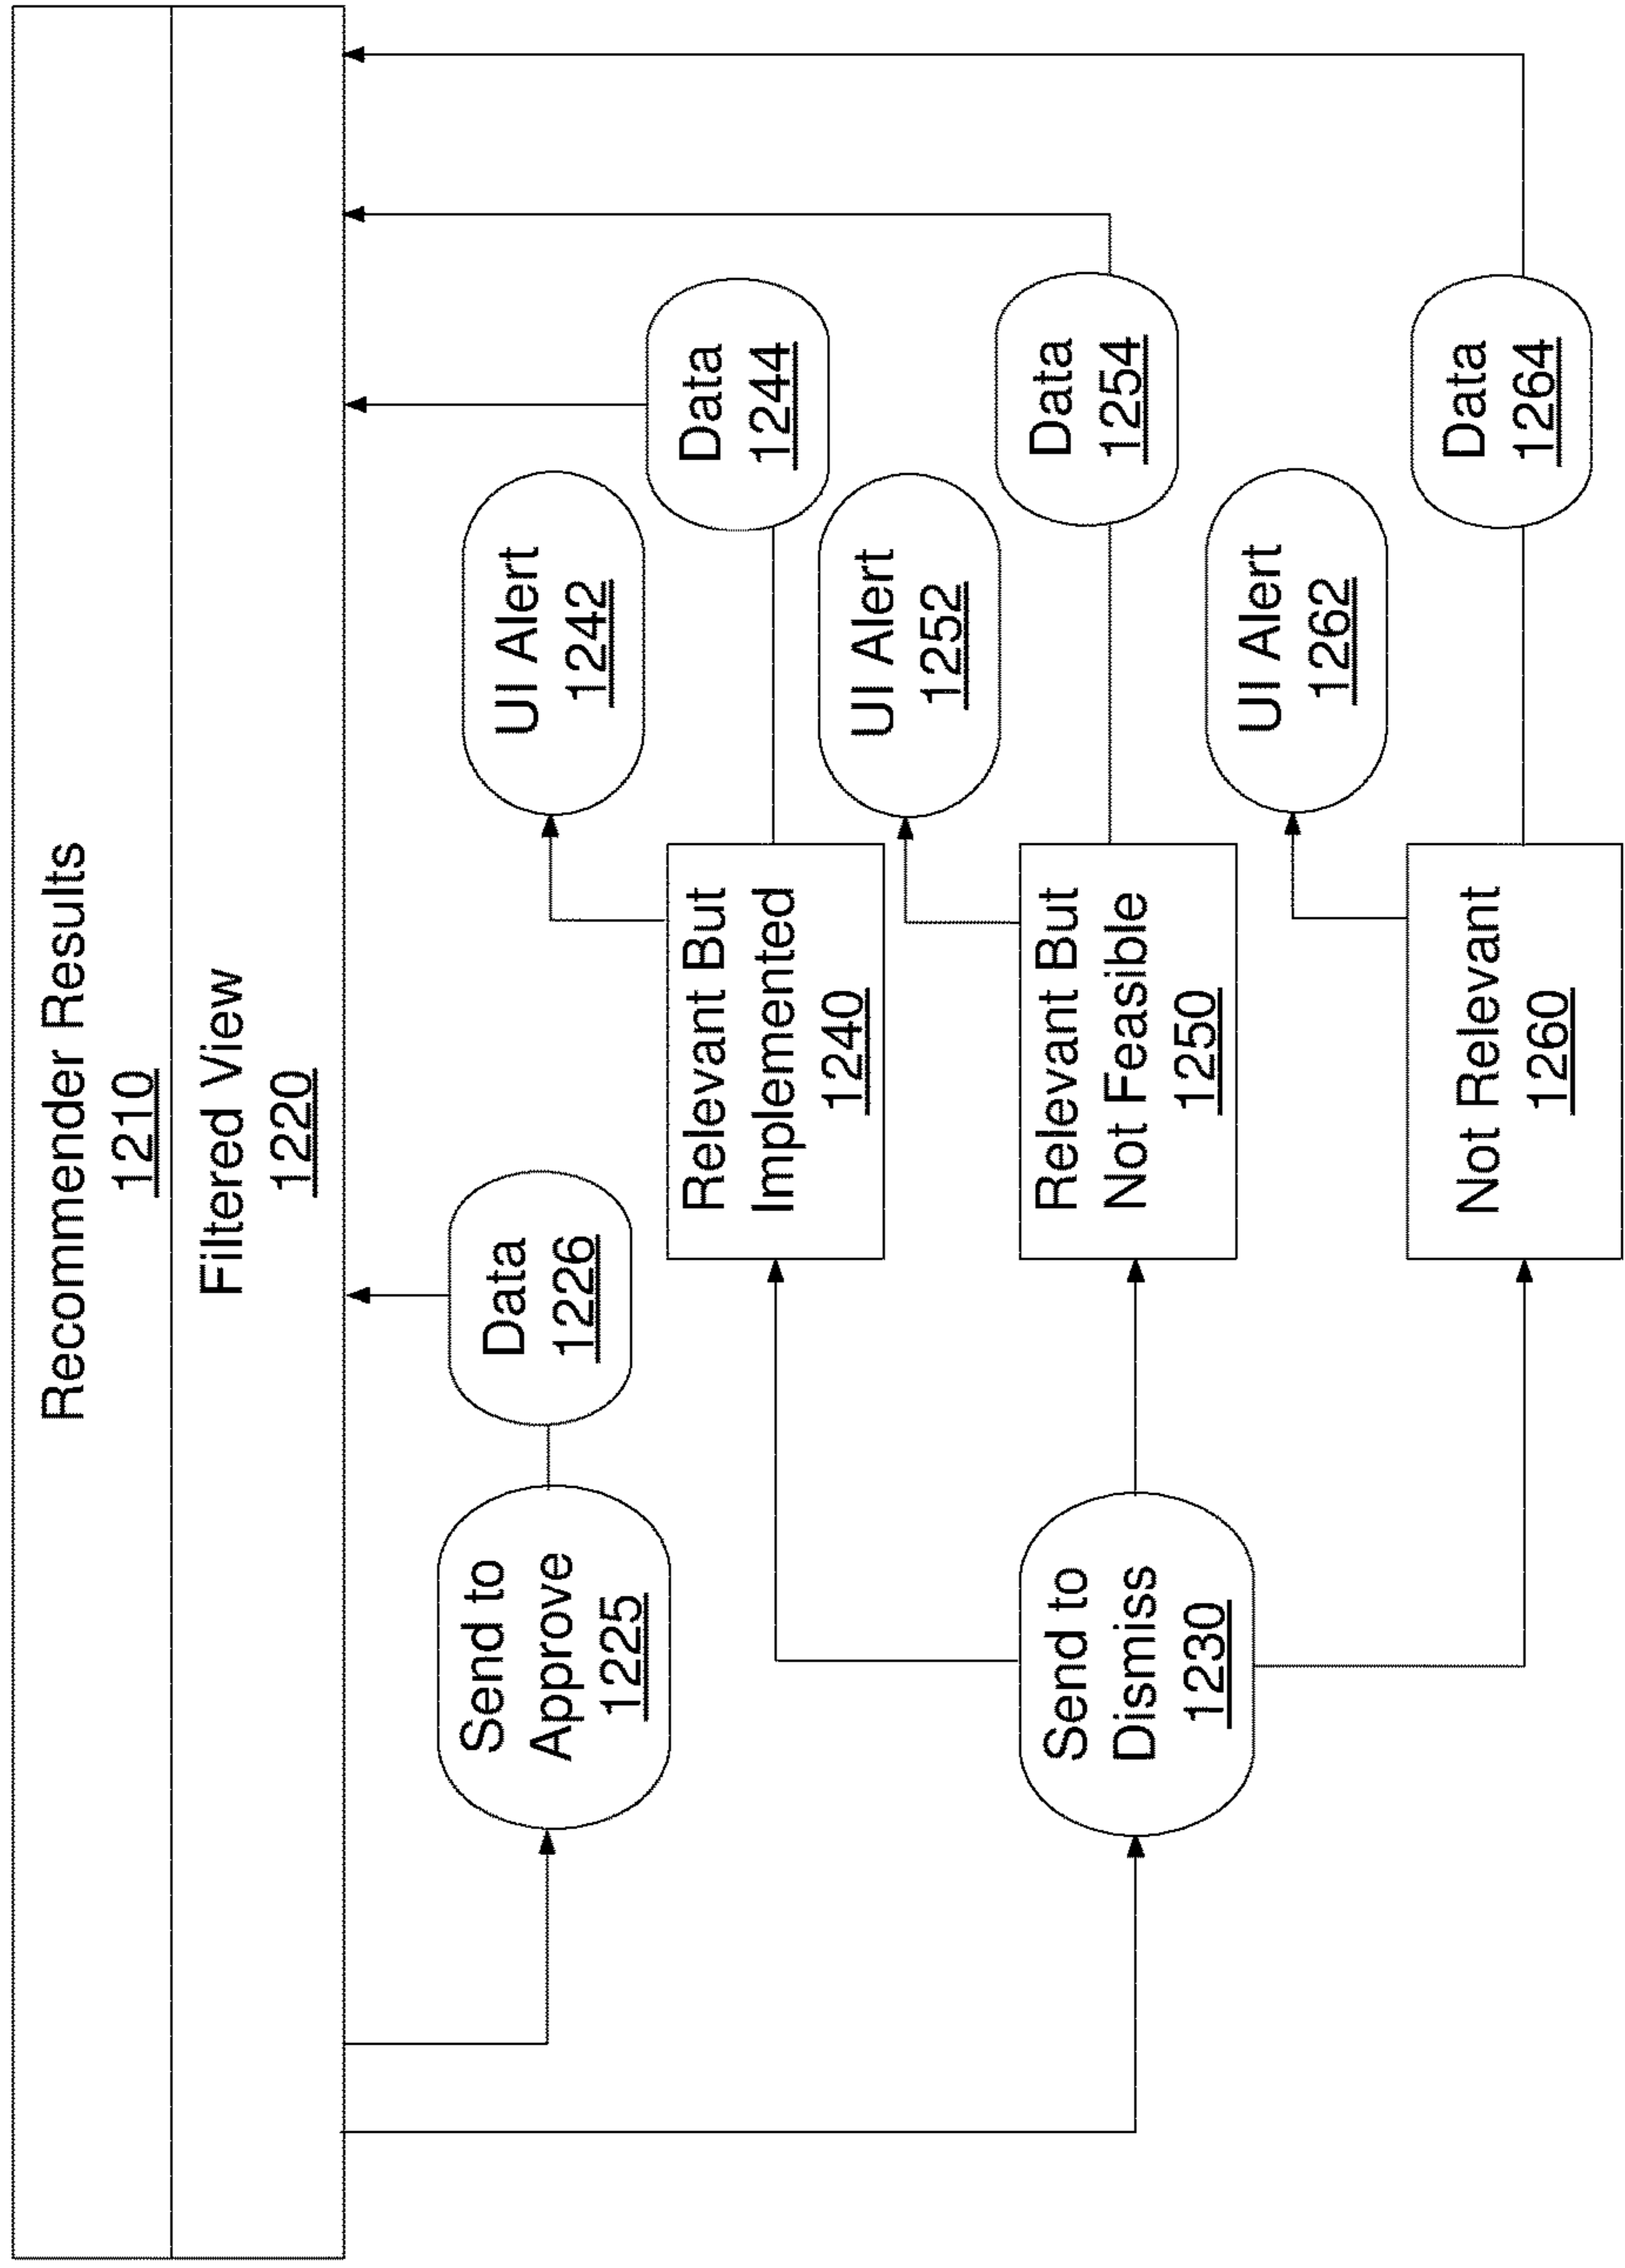 Recommender Results
1210
Filtered View
1220
Send to
Approve
1225
Data
1226
UI Alert
1242
Relevant But
Implemented
1240
Data
1244
UI Alert
1252
Send to
Dismiss
1230
Relevant But
Not Feasible
1250
Data
1254
UI Alert
1262
Not Relevant
1260
Data
1264